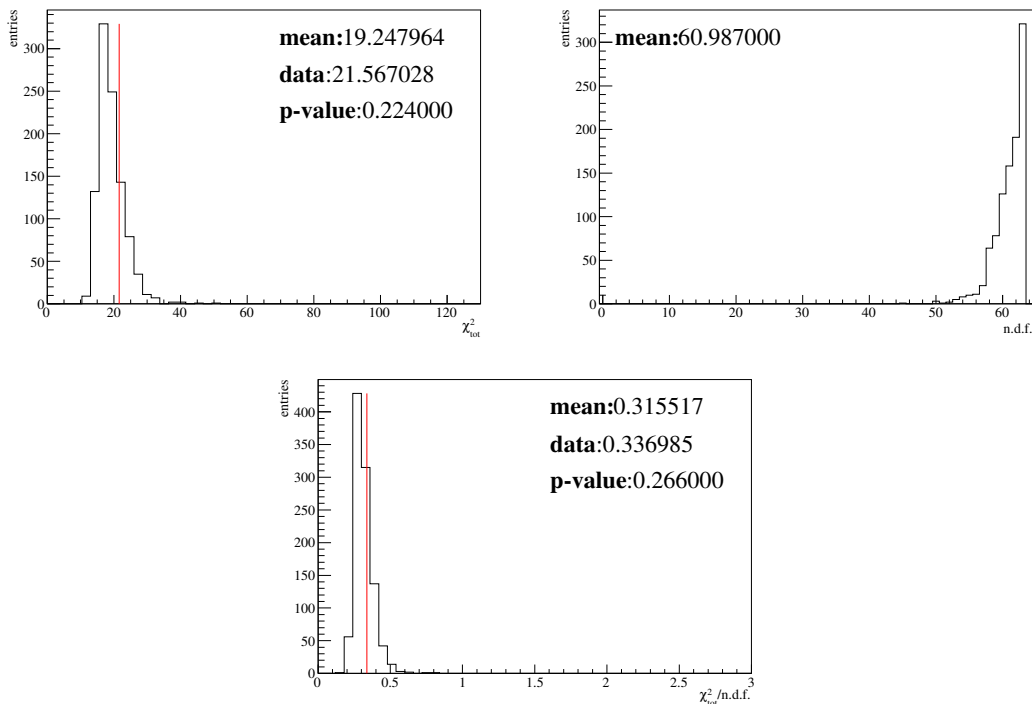 entries
300
250
200
150
100
50
0
0 20 40 60 80 100 120
χ²tot
mean:19.247964
data:21.567028
p-value:0.224000
entries
300
250
200
150
100
50
0
0 10 20 30 40 50 60
n.d.f.
mean:60.987000
entries
400
350
300
250
200
150
100
50
0
0 0.5 1 1.5 2 2.5 3
χ²tot/n.d.f.
mean:0.315517
data:0.336985
p-value:0.266000